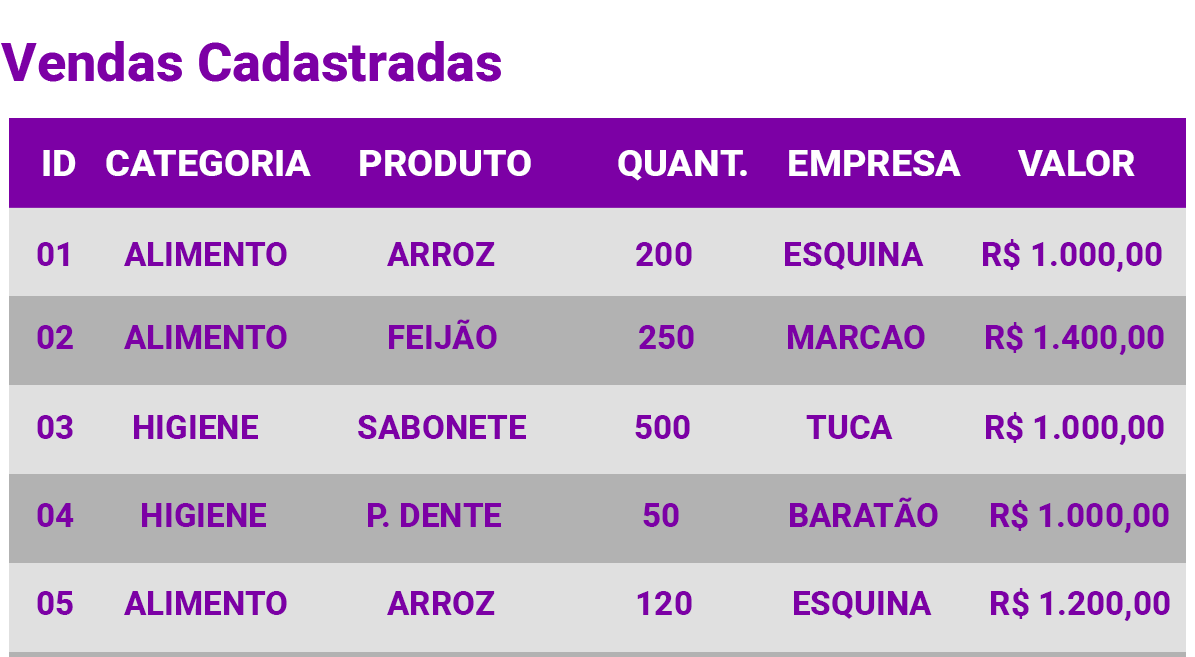 Vendas Cadastradas
ID CATEGORIA PRODUTO QUANT. EMPRESA VALOR
01 ALIMENTO ARROZ 200 ESQUINA R$ 1.000,00
02 ALIMENTO FEIJÃO 250 MARCAO R$ 1.400,00
03 HIGIENE SABONETE 500 TUCA R$ 1.000,00
04 HIGIENE P. DENTE 50 BARATÃO R$ 1.000,00
05 ALIMENTO ARROZ 120 ESQUINA R$ 1.200,00